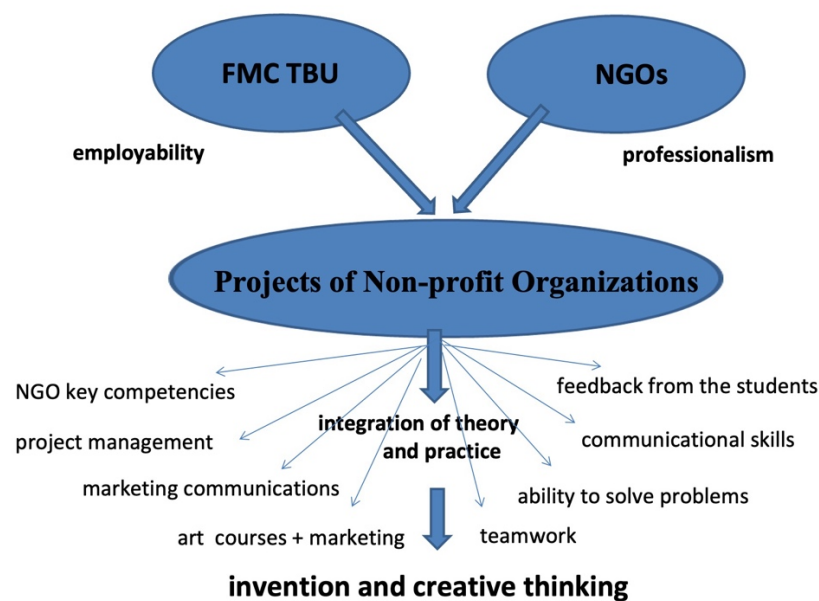 FMC TBU
NGOs
employability
professionalism
Projects of Non-profit Organizations
NGO key competencies
feedback from the students
integration of theory
and practice
project management
communicational skills
marketing communications
ability to solve problems
art courses + marketing
teamwork
invention and creative thinking